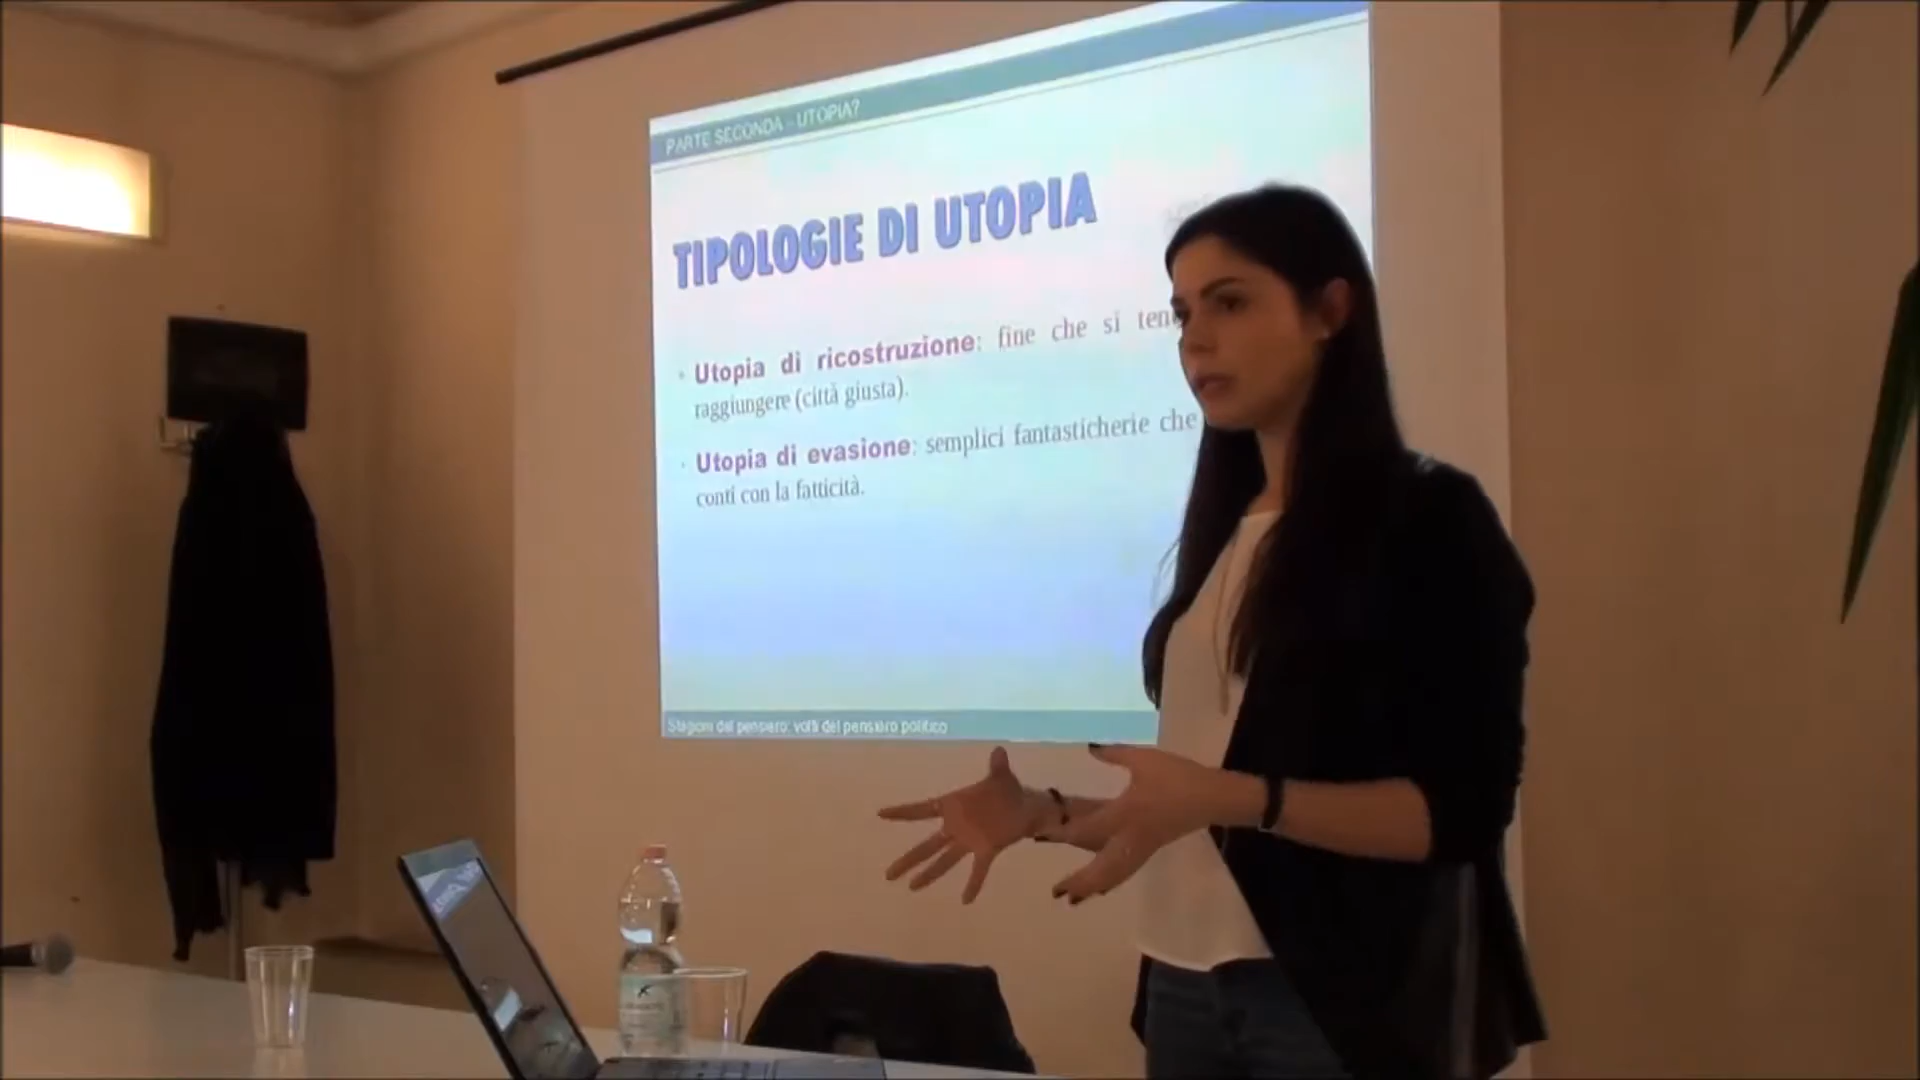 PARTE SECONDA - UTOPIA?
TIPOLOGIE DI UTOPIA
Utopia di ricostruzione: fine che si
raggiungere (città giusta).
Utopia di evasione: semplici fantasticherie che
conti con la fatticità.
Stagioni del pensiero: volti del pensiero politico